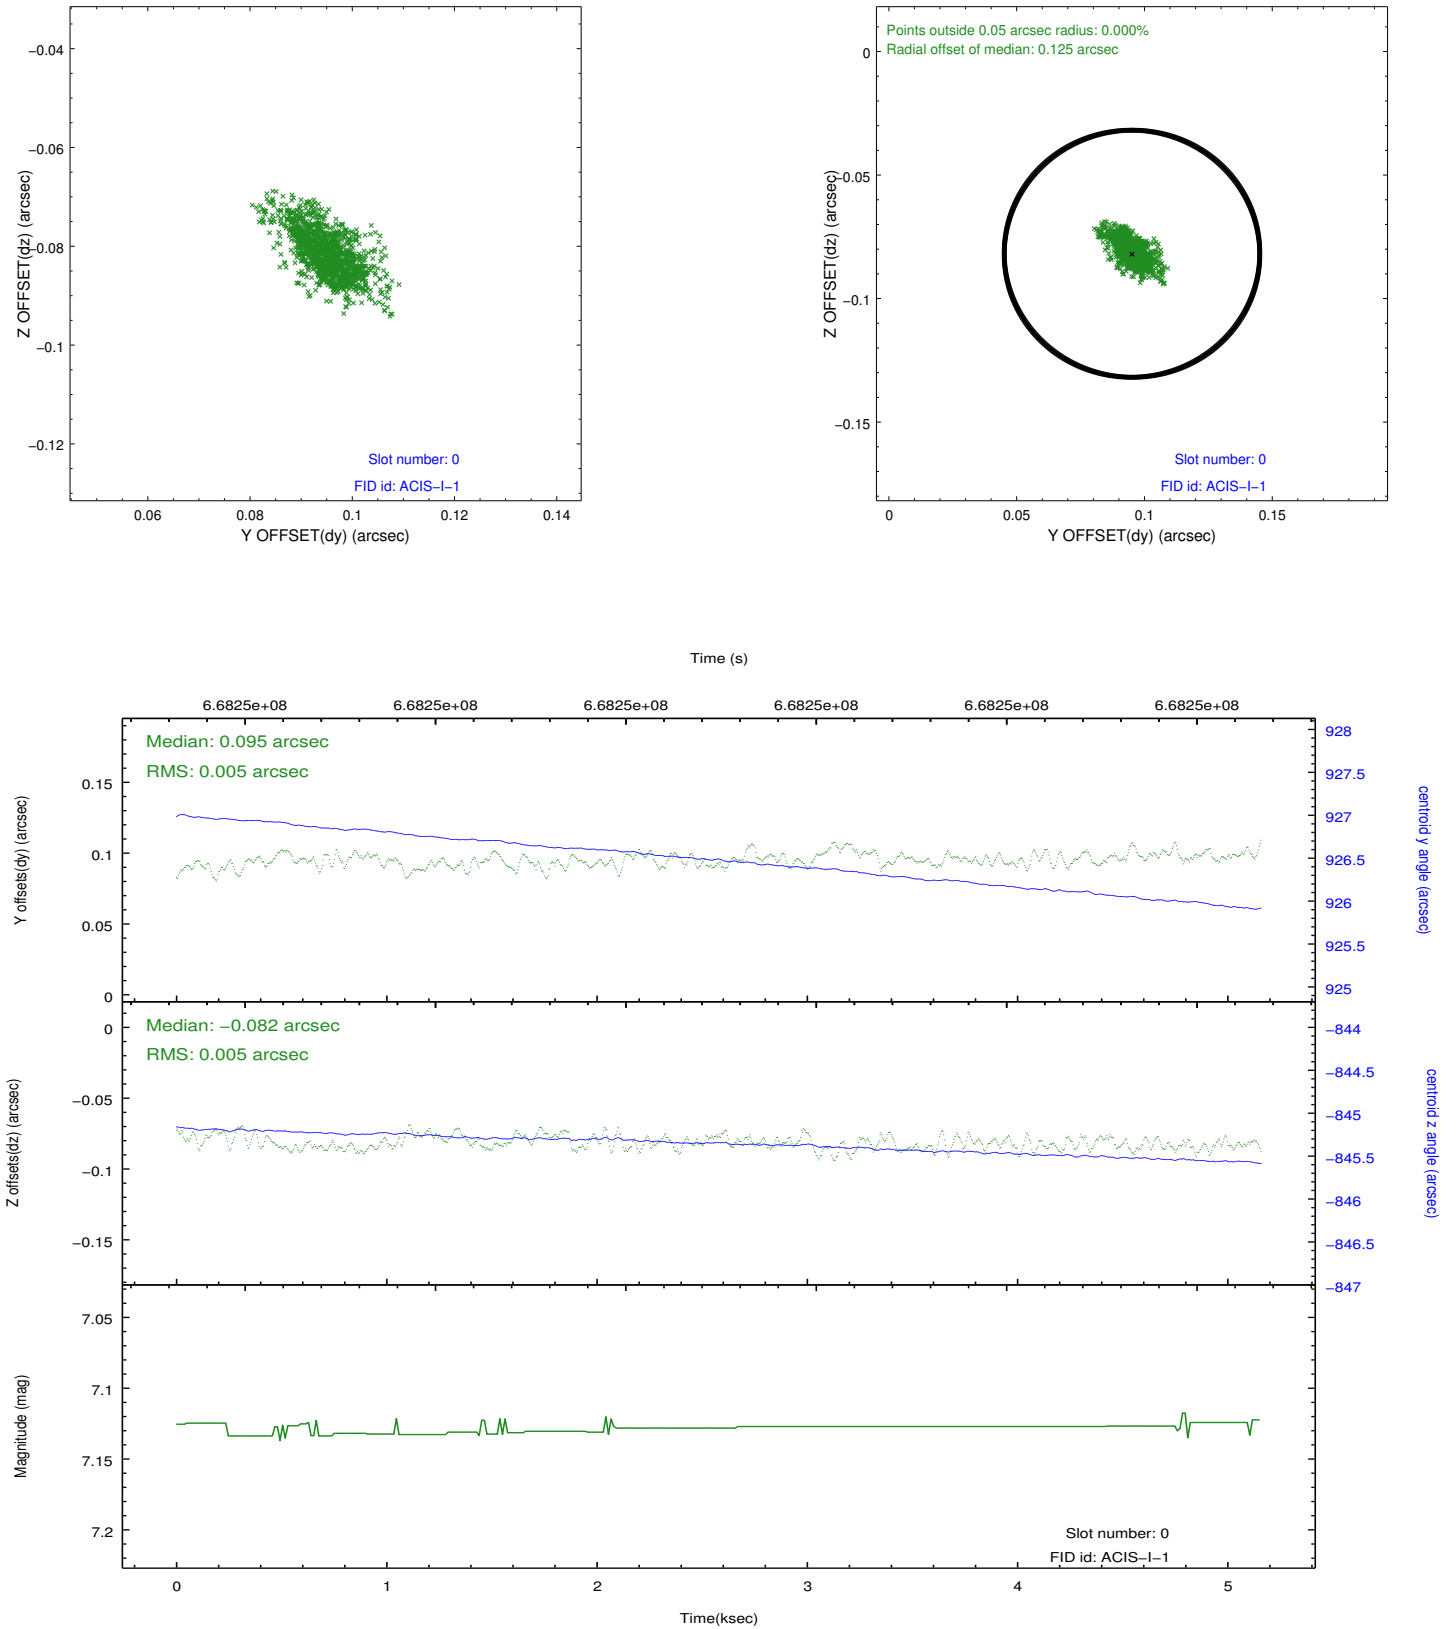 −0.04
−0.06
−0.08
−0.1
−0.12
Z OFFSET(dz) (arcsec)
Slot number: 0
FID id: ACIS−I−1
0.06 0.08 0.1 0.12 0.14
Y OFFSET(dy) (arcsec)
Points outside 0.05 arcsec radius: 0.000%
Radial offset of median: 0.125 arcsec
0
−0.05
−0.1
−0.15
Z OFFSET(dz) (arcsec)
Slot number: 0
FID id: ACIS−I−1
0 0.05 0.1 0.15
Y OFFSET(dy) (arcsec)
Time (s)
6.6825e+08 6.6825e+08 6.6825e+08 6.6825e+08 6.6825e+08 6.6825e+08
Median: 0.095 arcsec
RMS: 0.005 arcsec
0.15
0.1
0.05
0
Y offsets(dy) (arcsec)
928
927.5
927
926.5
926
925.5
925
centroid y angle (arcsec)
Median: −0.082 arcsec
RMS: 0.005 arcsec
0
−0.05
−0.1
−0.15
Z offsets(dz) (arcsec)
−844
−844.5
−845
−845.5
−846
−846.5
−847
centroid z angle (arcsec)
7.05
7.1
7.15
7.2
Magnitude (mag)
Slot number: 0
FID id: ACIS−I−1
0 1 2 3 4 5
Time(ksec)